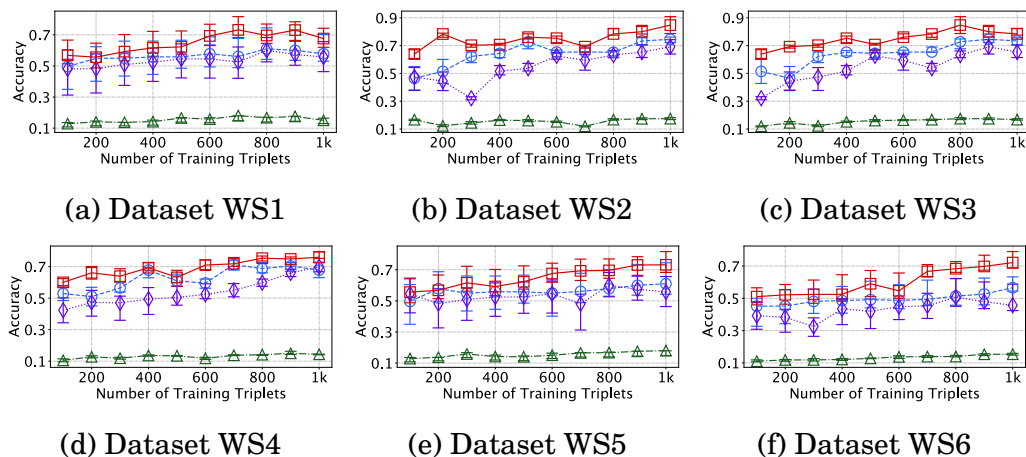 0.7
0.5
0.3
0.1
Accuracy
200 400 600 800 1k
Number of Training Triplets
(a) Dataset WS1
0.9
0.7
0.5
0.3
0.1
Accuracy
200 400 600 800 1k
Number of Training Triplets
(b) Dataset WS2
0.9
0.7
0.5
0.3
0.1
Accuracy
200 400 600 800 1k
Number of Training Triplets
(c) Dataset WS3
0.7
0.5
0.3
0.1
Accuracy
200 400 600 800 1k
Number of Training Triplets
(d) Dataset WS4
0.7
0.5
0.3
0.1
Accuracy
200 400 600 800 1k
Number of Training Triplets
(e) Dataset WS5
0.7
0.5
0.3
0.1
Accuracy
200 400 600 800 1k
Number of Training Triplets
(f) Dataset WS6